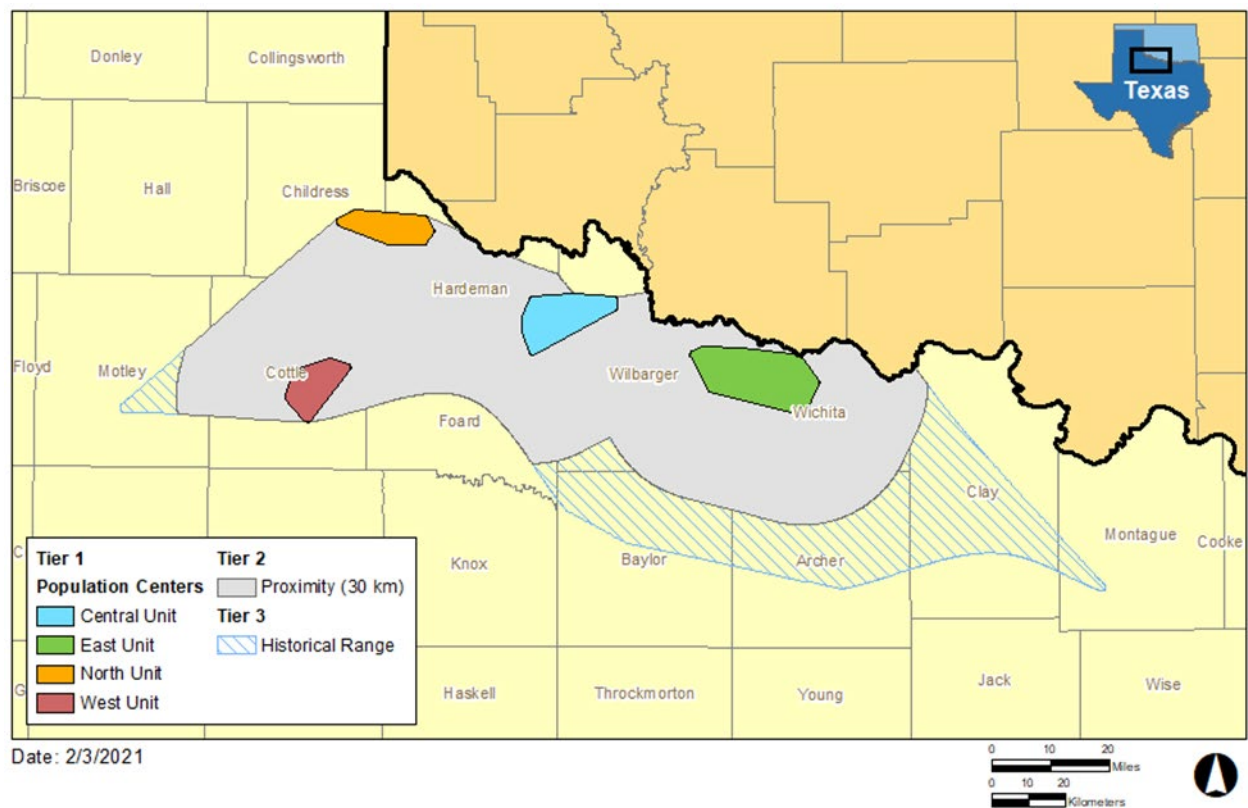 Donley
Collingsworth
Texas
Briscoe
Hall
Childress
Hardeman
Floyd
Motley
Cottle
Wilbarger
Wichita
Foard
Clay
Montague
Cooke
Knox
Baylor
Archer
Haskell
Throckmorton
Young
Jack
Wise
C
G
Tier 1
Population Centers
Central Unit
East Unit
North Unit
West Unit
Tier 2
Proximity (30 km)
Tier 3
Historical Range
Date: 2/3/2021
0 10 20
Miles
0 10 20
Kilometers